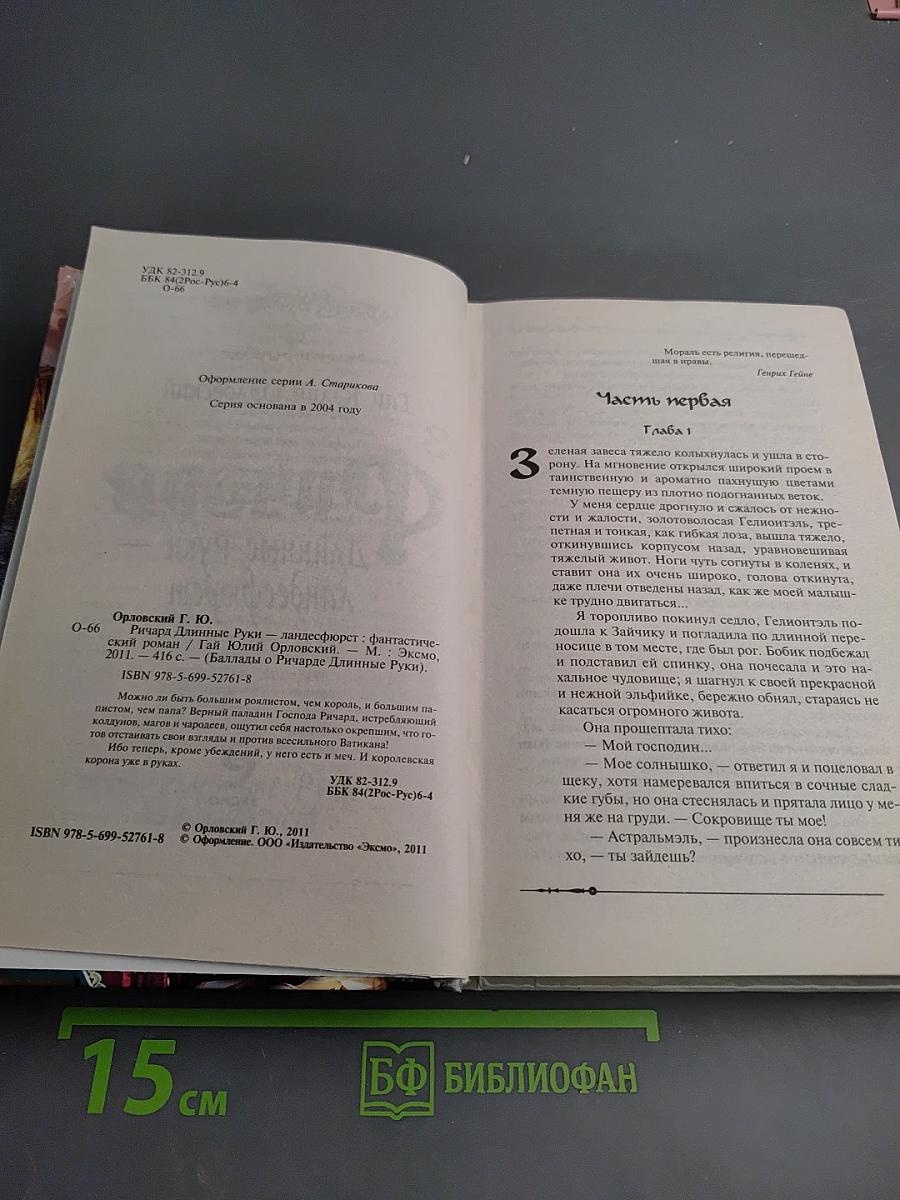 УДК 82-312.9
ББК 84(2Рос-Рус)6-4
О-66
Оформление серии А. Старикова
Серия основана в 2004 году
Орловский Г. Ю.
О-66 Ричард Длинные Руки — ландесфюрст : фантастиче-
ский роман / Гай Юлий Орловский. — М. : Эксмо,
2011. — 416 с. — (Баллады о Ричарде Длинные Руки).
ISBN 978-5-699-52761-8
Можно ли быть большим роялистом, чем король, и большим па-
пистом, чем папа? Верный паладин Господа Ричард, истребляющий
колдунов, магов и чародеев, ощутил себя настолько окрепшим, что го-
тов отстаивать свои взгляды и против всесильного Ватикана!
Ибо теперь, кроме убеждений, у него есть и меч. И королевская
корона уже в руках.
УДК 82-312.9
ББК 84(2Рос-Рус)6-4
© Орловский Г. Ю., 2011
ISBN 978-5-699-52761-8 © Оформление. ООО «Издательство «Эксмо», 2011
Мораль есть религия, перешед-
шая в нравы.
Генрих Гейне
Часть первая
Глава 1
Зеленая завеса тяжело колыхнулась и ушла в сто-
рону. На мгновение открылся широкий проем в
таинственную и ароматно пахнущую цветами
темную пещеру из плотно подогнанных веток.
У меня сердце дрогнуло и сжалось от нежно-
сти и жалости, золотоволосая Гелионтэль, тре-
петная и тонкая, как гибкая лоза, вышла тяжело,
откинувшись корпусом назад, уравновешивая
тяжелый живот. Ноги чуть согнуты в коленях, и
ставит она их очень широко, голова откинута,
даже плечи отведены назад, как же моей малыш-
ке трудно двигаться...
Я торопливо покинул седло, Гелионтэль по-
дошла к Зайчику и погладила по длинной пере-
носице в том месте, где был рог. Бобик подбежал
и подставил ей спинку, она почесала и это на-
хальное чудовище; я шагнул к своей прекрасной
и нежной эльфийке, бережно обнял, стараясь не
касаться огромного живота.
Она прошептала тихо:
— Мой господин...
— Мое солнышко, — ответил я и поцеловал в
щеку, хотя намеревался впиться в сочные слад-
кие губы, но она стеснялась и прятала лицо у ме-
ня же на груди. — Сокровище ты мое!
— Астральмэль, — произнесла она совсем ти-
хо, — ты зайдешь?
15 см
БФ БИБЛИОФАН